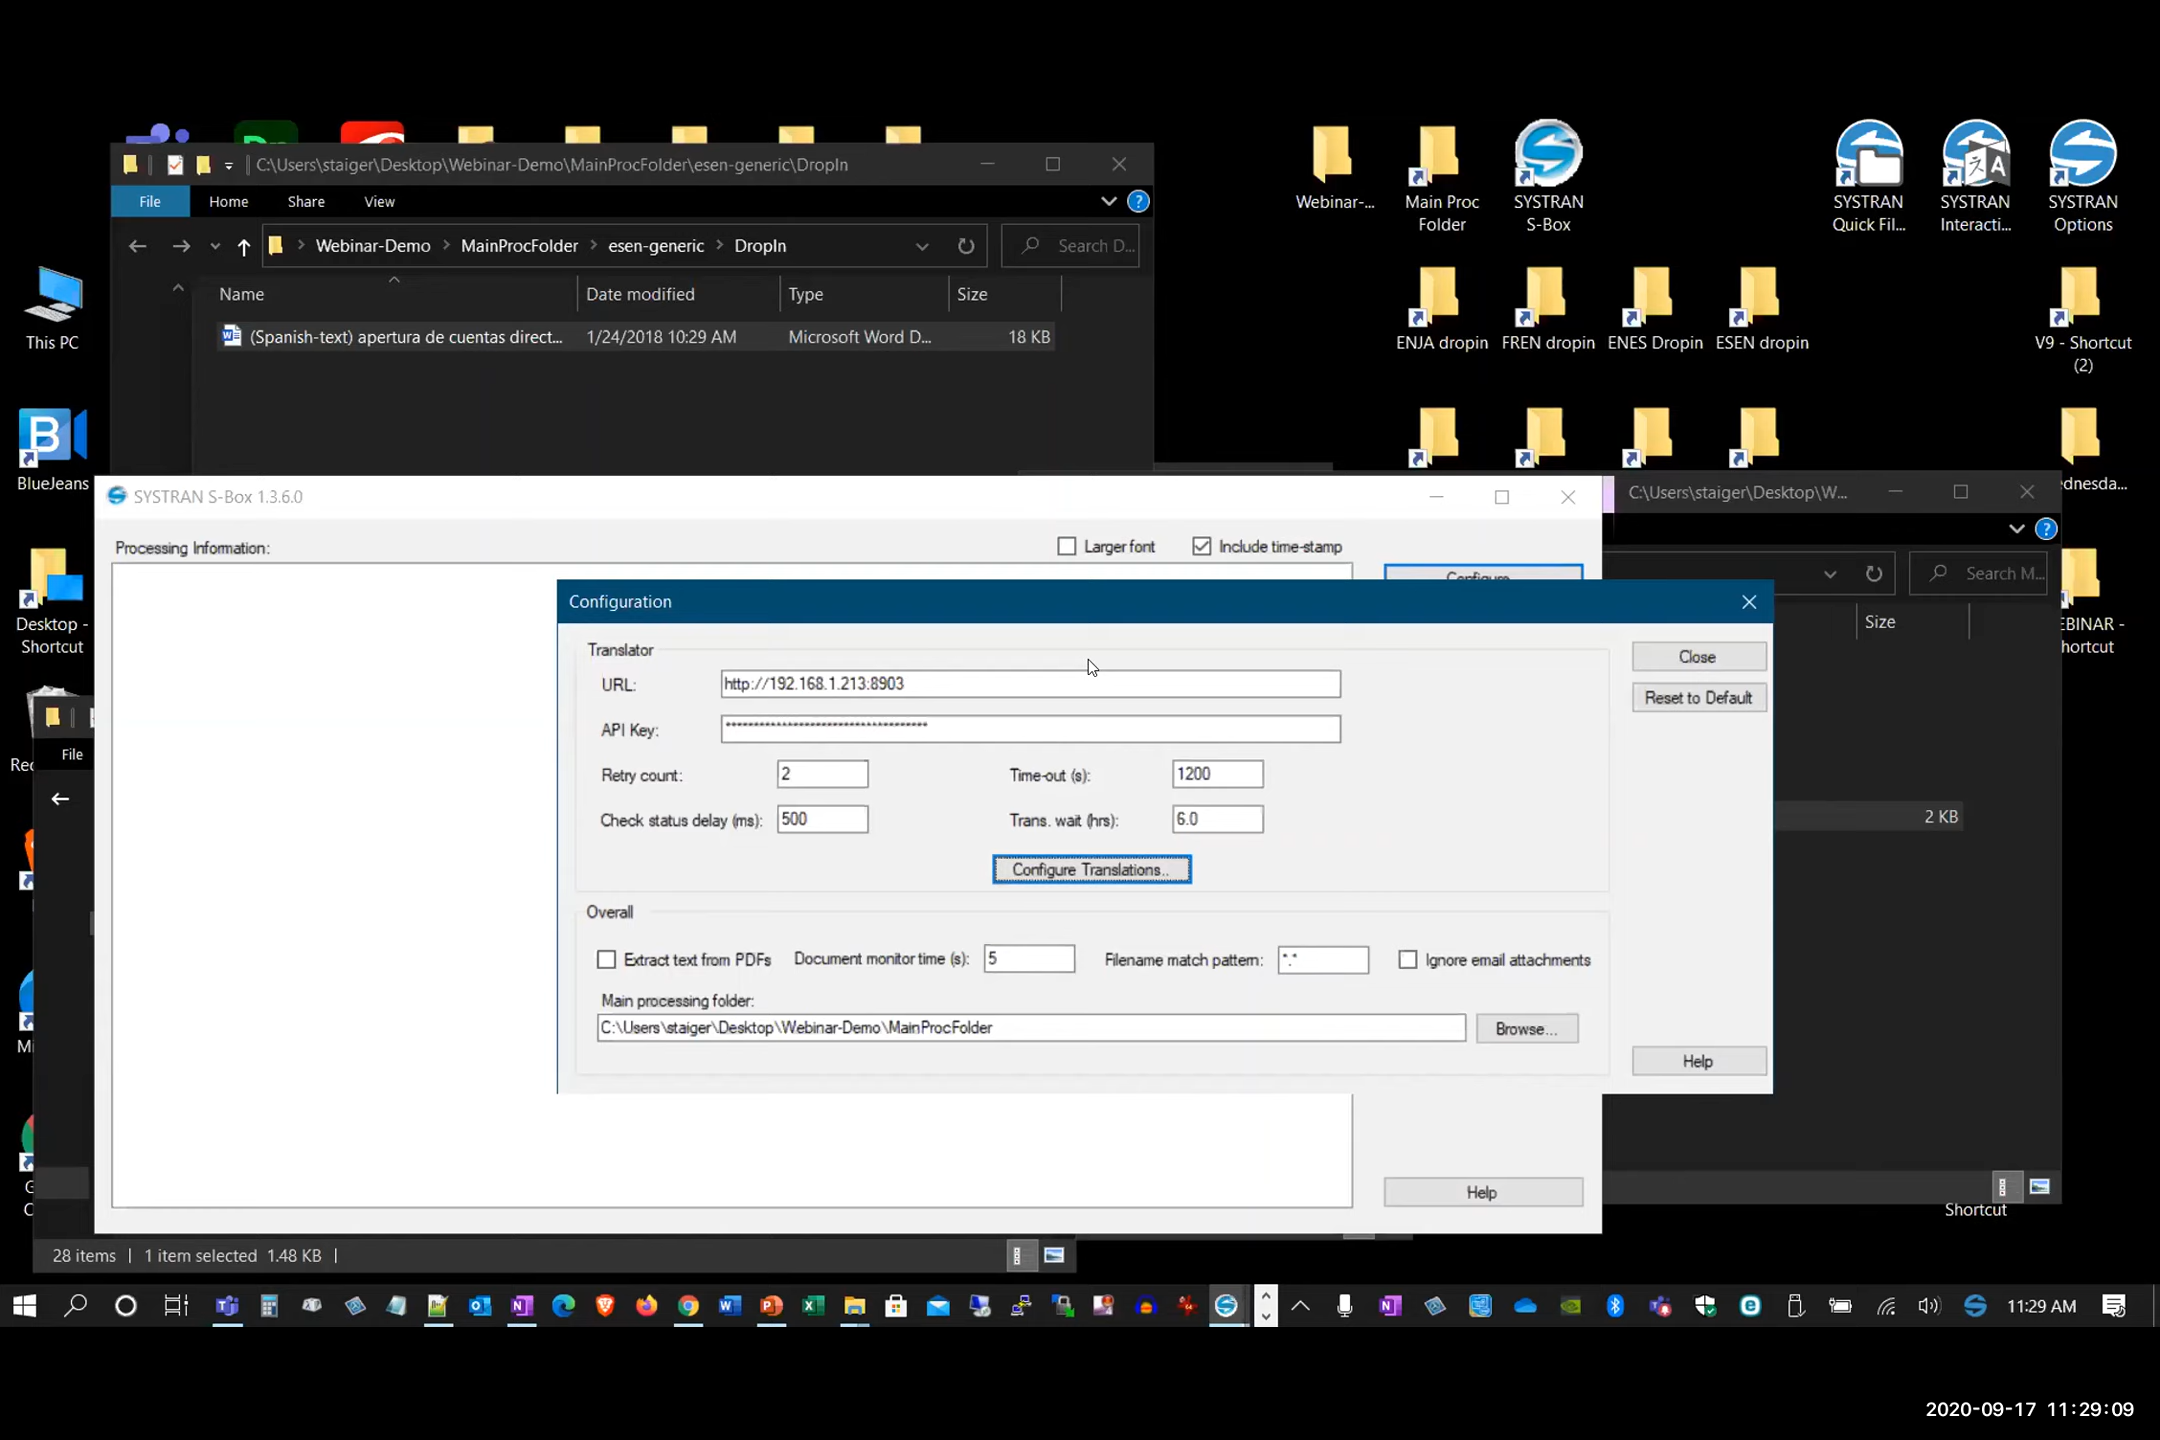 C:\Users\staiger\Desktop\Webinar-Demo\MainProcFolder\esen-generic\DropIn
File Home Share View
Webinar-Demo > MainProcFolder > esen-generic > DropIn
Search D...
Name Date modified Type Size
(Spanish-text) apertura de cuentas direct... 1/24/2018 10:29 AM Microsoft Word D... 18 KB
Webinar-...
Main Proc
Folder
SYSTRAN
S-Box
SYSTRAN
Quick Fil...
SYSTRAN
Interacti...
SYSTRAN
Options
This PC
ENJA dropin
FREN dropin
ENES Dropin
ESEN dropin
V9 - Shortcut
(2)
BlueJeans
Desktop -
Shortcut
SYSTRAN S-Box 1.3.6.0
C:\Users\staiger\Desktop\W...
Processing Information:
Larger font
Include time-stamp
Configure
Search M...
Size
2 KB
File
Configuration
Translator
Close
URL: http://192.168.1.213:8903
Reset to Default
API Key: ************************************
Retry count: 2 Time-out (s): 1200
Check status delay (ms): 500 Trans. wait (hrs): 6.0
Configure Translations..
Overall
Extract text from PDFs Document monitor time (s): 5 Filename match pattern: *.* Ignore email attachments
Main processing folder:
C:\Users\staiger\Desktop\Webinar-Demo\MainProcFolder Browse...
Help
Help
Shortcut
28 items 1 item selected 1.48 KB
11:29 AM
2020-09-17 11:29:09